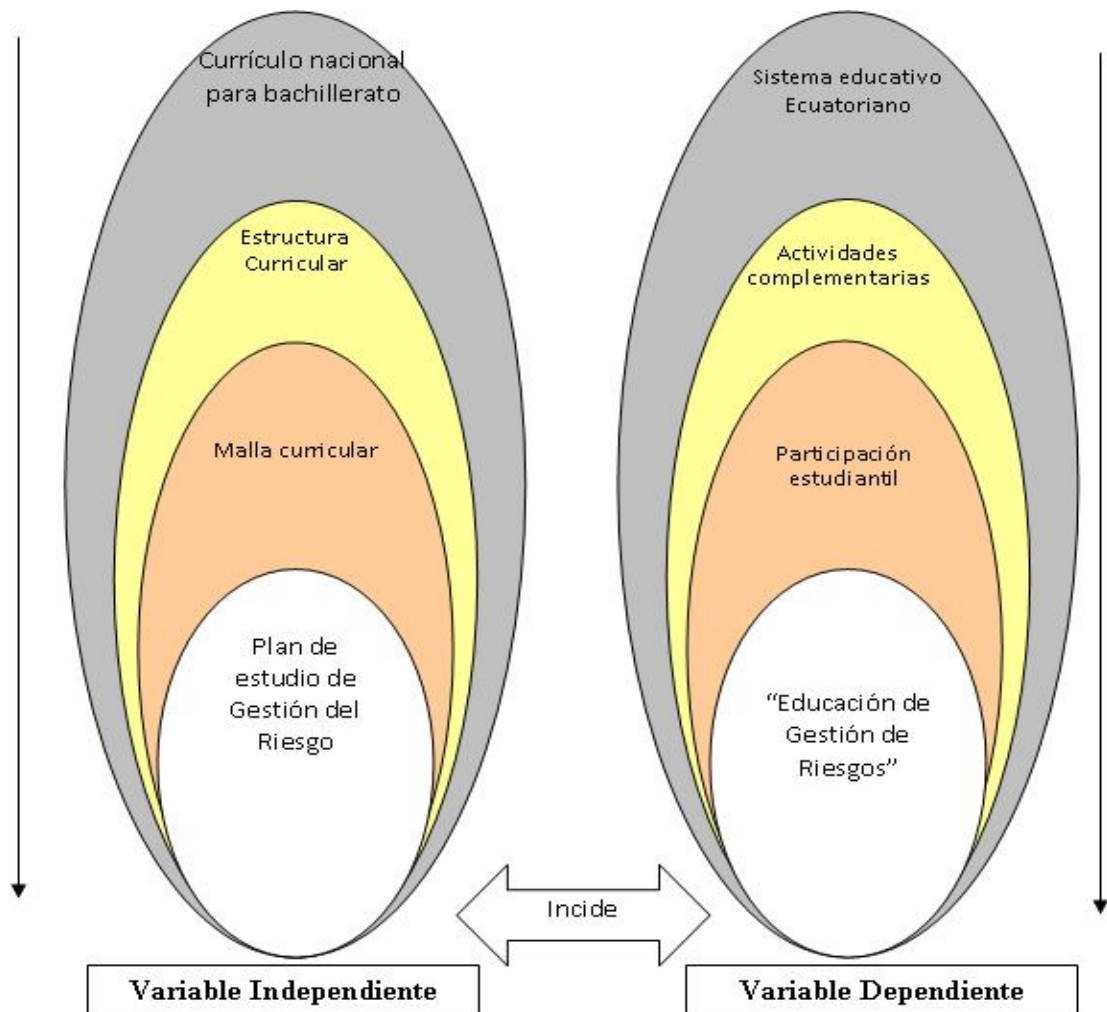 Currículo nacional
para bachillerato
Estructura
Curricular
Malla curricular
Plan de
estudio de
Gestión del
Riesgo
Sistema educativo
Ecuatoriano
Actividades
complementarias
Participación
estudiantil
“Educación de
Gestión de
Riesgos”
Incide
Variable Independiente
Variable Dependiente